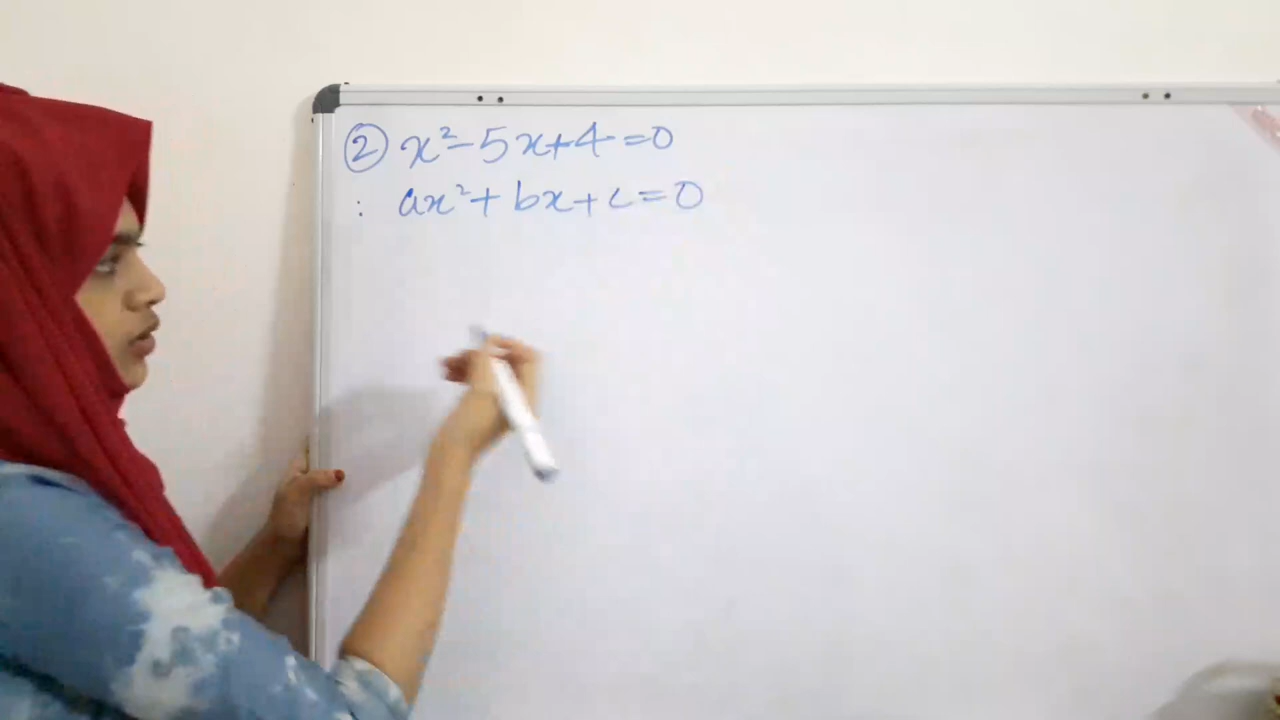 ② x²-5x+4=0
: ax²+bx+c=0